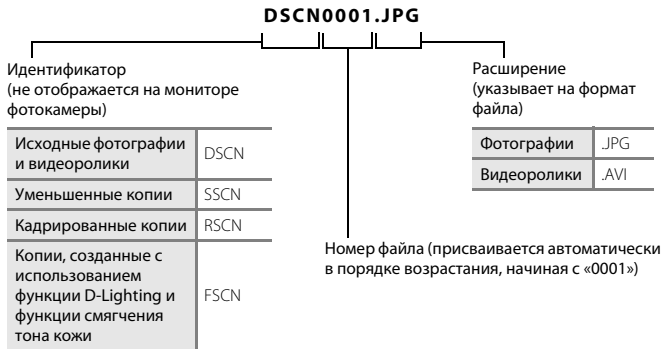 DSCN0001.JPG
Идентификатор
(не отображается на мониторе
фотокамеры)
Исходные фотографии
и видеоролики
DSCN
Уменьшенные копии
SSCN
Кадрированные копии
RSCN
Копии, созданные с
использованием
функции D-Lighting и
функции смягчения
тона кожи
FSCN
Номер файла (присваивается автоматически
в порядке возрастания, начиная с «0001»)
Расширение
(указывает на формат
файла)
Фотографии
.JPG
Видеоролики
.AVI